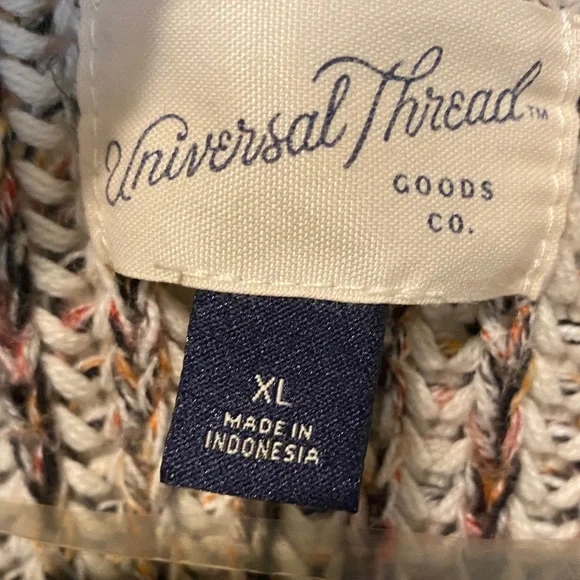 Universal Thread™
GOODS
CO.
XL
MADE IN
INDONESIA